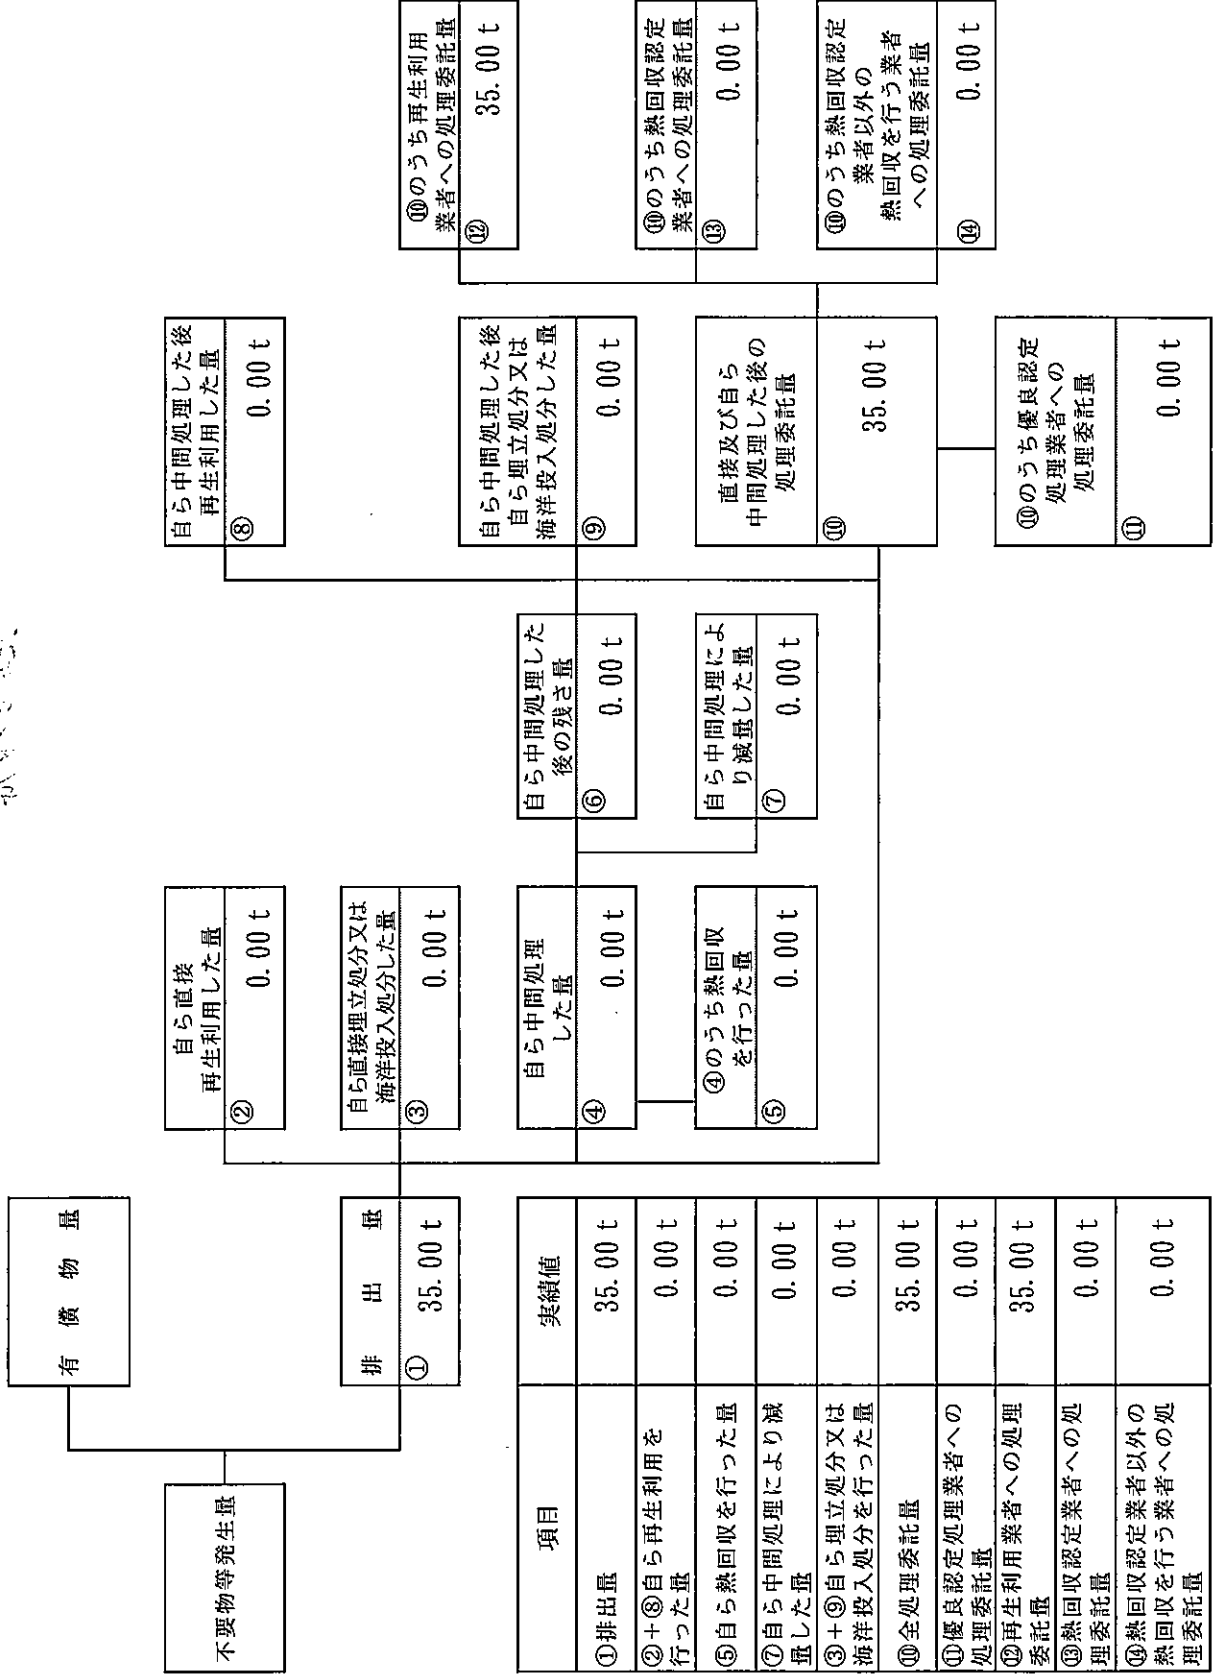 有償物量
不要物等発生量
排出量
① 35.00 t
自ら直接
再生利用した量
② 0.00 t
自ら直接埋立処分又は
海洋投入処分した量
③ 0.00 t
自ら中間処理
した量
④ 0.00 t
④のうち熱回収
を行った量
⑤ 0.00 t
自ら中間処理した
後の残さ量
⑥ 0.00 t
自ら中間処理によ
り減量した量
⑦ 0.00 t
自ら中間処理した後
再生利用した量
⑧ 0.00 t
自ら中間処理した後
自ら埋立処分又は
海洋投入処分した量
⑨ 0.00 t
直接及び自ら
中間処理した後の
処理委託量
⑩ 35.00 t
⑩のうち優良認定
処理業者への
処理委託量
⑪ 0.00 t
⑩のうち再生利用
業者への処理委託量
⑫ 35.00 t
⑩のうち熱回収認定
業者への処理委託量
⑬ 0.00 t
⑩のうち熱回収認定
業者以外の
熱回収を行う業者
への処理委託量
⑭ 0.00 t
項目 実績値
①排出量 35.00 t
②+⑧自ら再生利用を
行った量 0.00 t
⑤自ら熱回収を行った量 0.00 t
⑦自ら中間処理により減
量した量 0.00 t
③+⑨自ら埋立処分又は
海洋投入処分を行った量 0.00 t
⑩全処理委託量 35.00 t
⑪優良認定処理業者への
処理委託量 0.00 t
⑫再生利用業者への処理
委託量 35.00 t
⑬熱回収認定業者への処
理委託量 0.00 t
⑭熱回収認定業者以外の
熱回収を行う業者への処
理委託量 0.00 t